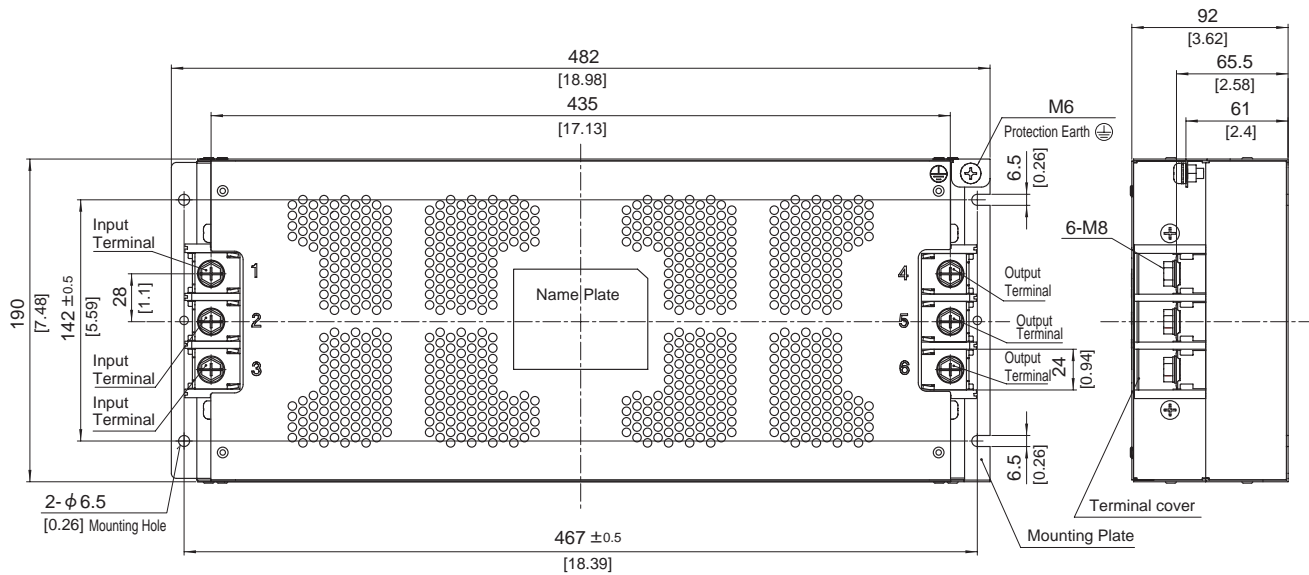 482
[18.98]
435
[17.13]
M6
Protection Earth ⏚
6.5
[0.26]
92
[3.62]
65.5
[2.58]
61
[2.4]
190
[7.48]
142 ±0.5
[5.59]
28
[1.1]
Input
Terminal
Input
Terminal
Input
Terminal
1
2
3
Name Plate
4
5
6
Output
Terminal
Output
Terminal
Output
Terminal
24
[0.94]
6.5
[0.26]
6-M8
Terminal cover
Mounting Plate
2-ϕ6.5
[0.26] Mounting Hole
467 ±0.5
[18.39]